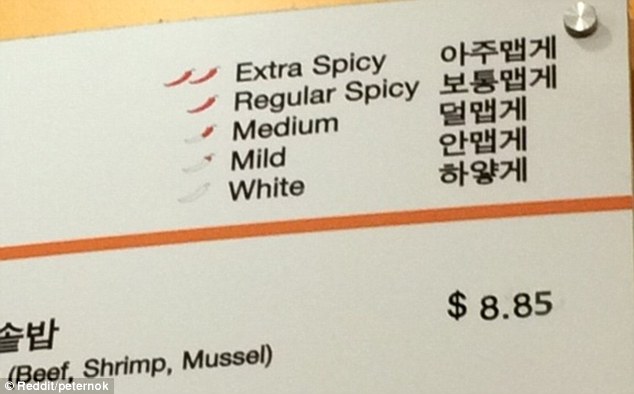 Extra Spicy 아주맵게
Regular Spicy 보통맵게
Medium 덜맵게
Mild 안맵게
White 하얗게
솥밥
$ 8.85
(Beef, Shrimp, Mussel)
© Reddit/peternok